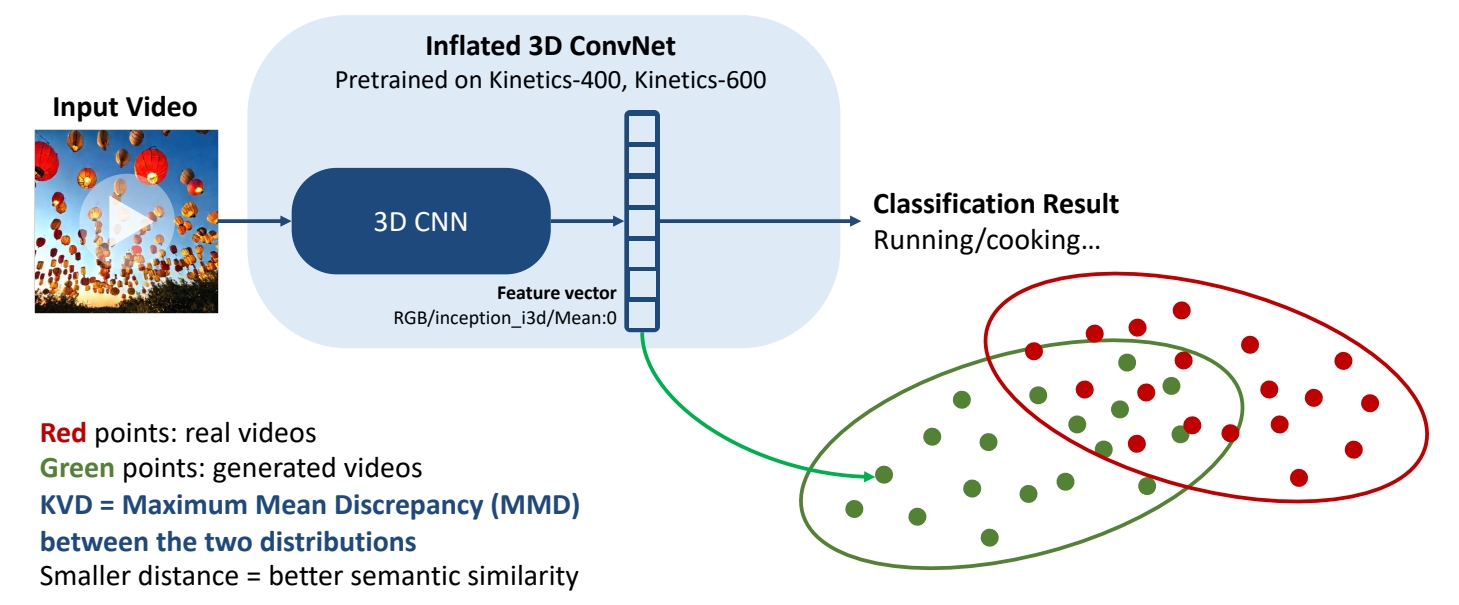 Inflated 3D ConvNet
Pretrained on Kinetics-400, Kinetics-600
Input Video
3D CNN
Feature vector
RGB/inception_i3d/Mean:0
Classification Result
Running/cooking…
Red points: real videos
Green points: generated videos
KVD = Maximum Mean Discrepancy (MMD)
between the two distributions
Smaller distance = better semantic similarity